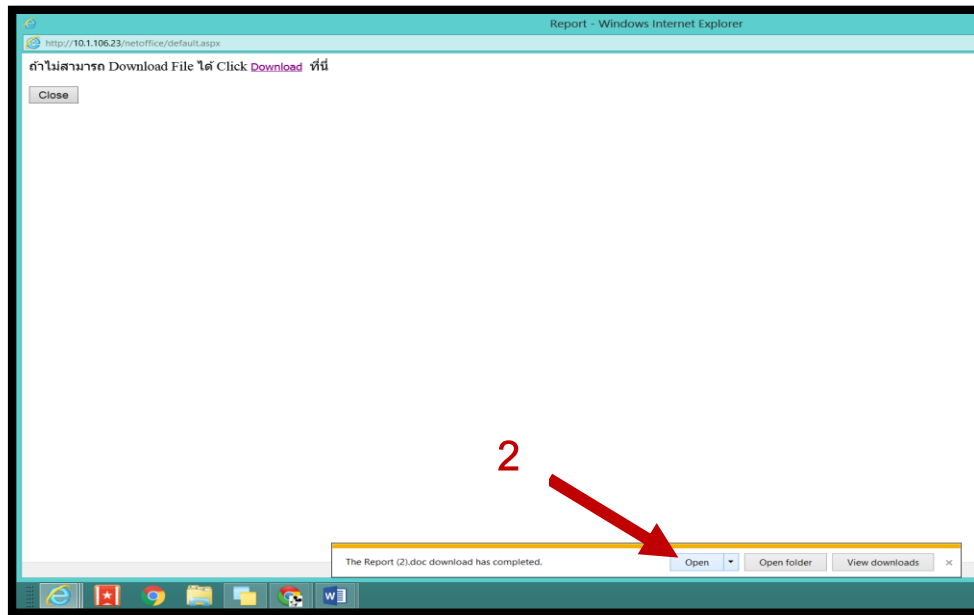 Report - Windows Internet Explorer
http://10.1.106.23/netoffice/default.aspx
ถ้าไม่สามารถ Download File ได้ Click Download ที่นี่
Close
2
The Report (2).doc download has completed.
Open
Open folder
View downloads
×